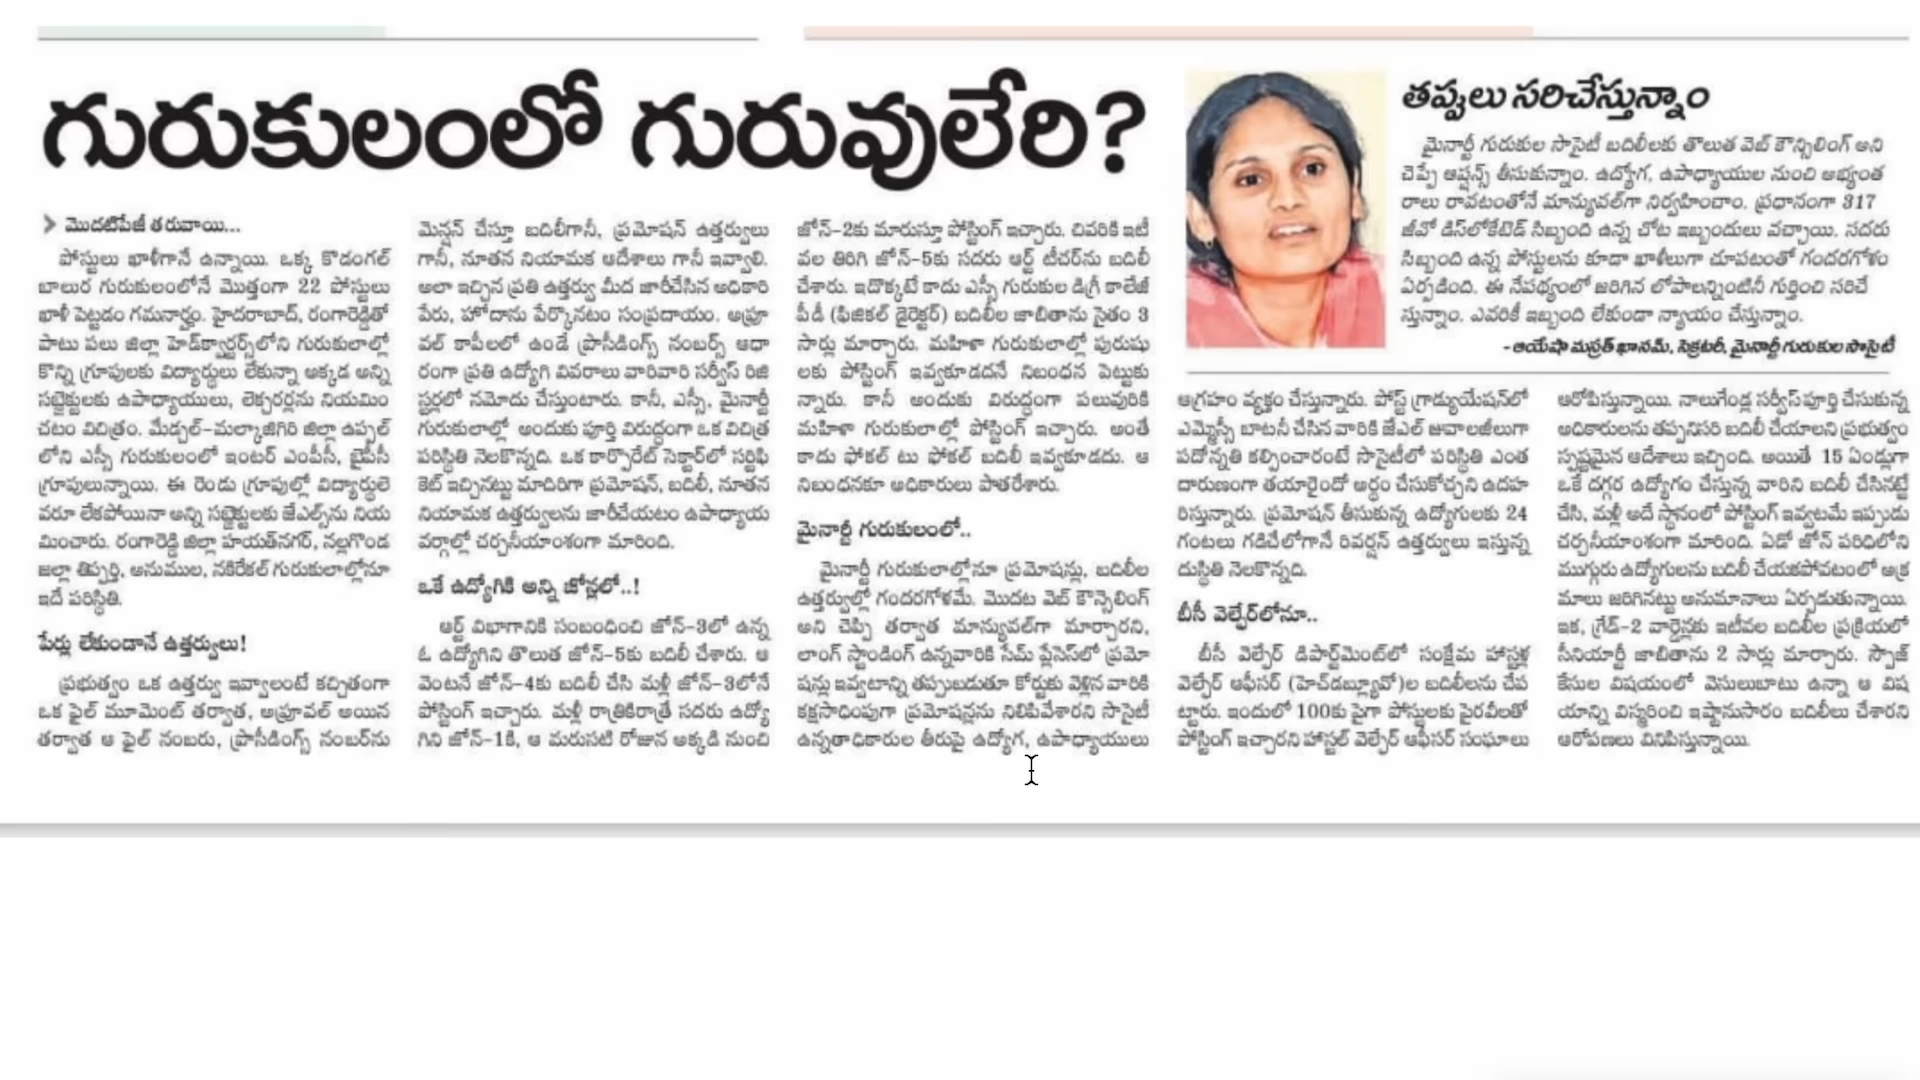 గురుకులంలో గురువులేరి?
మొదటిపేజీ తరువాయి...
పోస్టులు ఖాళీగానే ఉన్నాయి. ఒక్క కొడంగల్
బాలుర గురుకులంలోనే మొత్తంగా 22 పోస్టులు
ఖాళీ పెట్టడం గమనార్హం. హైదరాబాద్, రంగారెడ్డితో
పాటు పలు జిల్లా హెడ్‌క్వార్టర్స్‌లోని గురుకులాల్లో
కొన్ని గ్రూపులకు విద్యార్థులు లేకున్నా అక్కడ అన్ని
సబ్జెక్టులకు ఉపాధ్యాయులు, లెక్చరర్లను నియమిం
చటం విచిత్రం. మేడ్చల్-మల్కాజిగిరి జిల్లా ఉప్పల్
లోని ఎస్సీ గురుకులంలో ఇంటర్ ఎంపీసీ, బైపీసీ
గ్రూపులున్నాయి. ఈ రెండు గ్రూపుల్లో విద్యార్థులె
వరూ లేకపోయినా అన్ని సబ్జెక్టులకు జేఎల్స్‌ను నియ
మించారు. రంగారెడ్డి జిల్లా హయత్‌నగర్, నల్లగొండ
జిల్లా తిప్పర్తి, అనుముల, నకిరేకల్ గురుకులాల్లోనూ
ఇదే పరిస్థితి.
పేర్లు లేకుండానే ఉత్తర్వులు!
ప్రభుత్వం ఒక ఉత్తర్వు ఇవ్వాలంటే కచ్చితంగా
ఒక ఫైల్ మూమెంట్ తర్వాత, అప్రూవల్ అయిన
తర్వాత ఆ ఫైల్ నంబరు, ప్రాసీడింగ్స్ నంబర్‌ను
మెన్షన్ చేస్తూ బదిలీగానీ, ప్రమోషన్ ఉత్తర్వులు
గానీ, నూతన నియామక ఆదేశాలు గానీ ఇవ్వాలి.
అలా ఇచ్చిన ప్రతి ఉత్తర్వు మీద జారీచేసిన అధికారి
పేరు, హోదాను పేర్కొనటం సంప్రదాయం. అప్రూ
వల్ కాపీలలో ఉండే ప్రాసీడింగ్స్ నంబర్స్ ఆధా
రంగా ప్రతి ఉద్యోగి వివరాలు వారివారి సర్వీస్ రిజి
స్టర్లలో నమోదు చేస్తుంటారు. కానీ, ఎస్సీ, మైనార్టీ
గురుకులాల్లో అందుకు పూర్తి విరుద్ధంగా ఒక విచిత్ర
పరిస్థితి నెలకొన్నది. ఒక కార్పొరేట్ సెక్టార్‌లో సర్టిఫి
కెట్ ఇచ్చినట్టు మాదిరిగా ప్రమోషన్, బదిలీ, నూతన
నియామక ఉత్తర్వులను జారీచేయటం ఉపాధ్యాయ
వర్గాల్లో చర్చనీయాంశంగా మారింది.
ఒకే ఉద్యోగికి అన్ని జోన్లలో..!
ఆర్ట్ విభాగానికి సంబంధించి జోన్-3లో ఉన్న
ఓ ఉద్యోగిని తొలుత జోన్-5కు బదిలీ చేశారు. ఆ
వెంటనే జోన్-4కు బదిలీ చేసి మళ్లీ జోన్-3లోనే
పోస్టింగ్ ఇచ్చారు. మళ్లీ రాత్రికిరాత్రే సదరు ఉద్యో
గిని జోన్-1కి, ఆ మరుసటి రోజున అక్కడి నుంచి
జోన్-2కు మారుస్తూ పోస్టింగ్ ఇచ్చారు. చివరికి ఇటీ
వల తిరిగి జోన్-5కు సదరు ఆర్ట్ టీచర్‌ను బదిలీ
చేశారు. ఇదొక్కటే కాదు ఎస్సీ గురుకుల డిగ్రీ కాలేజ్
పీడీ (ఫిజికల్ డైరెక్టర్) బదిలీల జాబితాను సైతం 3
సార్లు మార్చారు. మహిళా గురుకులాల్లో పురుషు
లకు పోస్టింగ్ ఇవ్వకూడదనే నిబంధన పెట్టుకు
న్నారు. కానీ అందుకు విరుద్ధంగా పలువురికి
మహిళా గురుకులాల్లో పోస్టింగ్ ఇచ్చారు. అంతే
కాదు ఫోకల్ టు ఫోకల్ బదిలీ ఇవ్వకూడదు. ఆ
నిబంధనకూ అధికారులు పాతరేశారు.
మైనార్టీ గురుకులంలో..
మైనార్టీ గురుకులాల్లోనూ ప్రమోషన్లు, బదిలీల
ఉత్తర్వుల్లో గందరగోళమే. మొదట వెబ్ కౌన్సెలింగ్
అని చెప్పి తర్వాత మాన్యువల్‌గా మార్చారని,
లాంగ్ స్టాండింగ్ ఉన్నవారికి సేమ్ ప్లేసెస్‌లో ప్రమో
షన్లు ఇవ్వటాన్ని తప్పుబడుతూ కోర్టుకు వెళ్లిన వారికి
కక్షసాధింపుగా ప్రమోషన్లను నిలిపివేశారని సొసైటీ
ఉన్నతాధికారుల తీరుపై ఉద్యోగ, ఉపాధ్యాయులు
తప్పులు సరిచేస్తున్నాం
మైనార్టీ గురుకుల సొసైటీ బదిలీలకు తొలుత వెబ్ కౌన్సిలింగ్ అని
చెప్పే ఆప్షన్స్ తీసుకున్నాం. ఉద్యోగ, ఉపాధ్యాయుల నుంచి అభ్యంత
రాలు రావటంతోనే మాన్యువల్‌గా నిర్వహించాం. ప్రధానంగా 317
జీవో డిస్‌లోకేటెడ్ సిబ్బంది ఉన్న చోట ఇబ్బందులు వచ్చాయి. సదరు
సిబ్బంది ఉన్న పోస్టులను కూడా ఖాళీలుగా చూపటంతో గందరగోళం
ఏర్పడింది. ఈ నేపథ్యంలో జరిగిన లోపాలన్నింటినీ గుర్తించి సరిచే
స్తున్నాం. ఎవరికీ ఇబ్బంది లేకుండా న్యాయం చేస్తున్నాం.
- ఆయేషా మస్రత్ ఖానమ్, సెక్రటరీ, మైనార్టీ గురుకుల సొసైటీ
ఆగ్రహం వ్యక్తం చేస్తున్నారు. పోస్ట్ గ్రాడ్యుయేషన్‌లో
ఎమ్మెస్సీ బాటనీ చేసిన వారికి జేఎల్ జువాలజీలుగా
పదోన్నతి కల్పించారంటే సొసైటీలో పరిస్థితి ఎంత
దారుణంగా తయారైందో అర్థం చేసుకోవచ్చని ఉదహ
రిస్తున్నారు. ప్రమోషన్ తీసుకున్న ఉద్యోగులకు 24
గంటలు గడిచేలోగానే రివర్షన్ ఉత్తర్వులు ఇస్తున్న
దుస్థితి నెలకొన్నది.
బీసీ వెల్ఫేర్‌లోనూ..
బీసీ వెల్ఫేర్ డిపార్ట్‌మెంట్‌లో సంక్షేమ హాస్టళ్ల
వెల్ఫేర్ ఆఫీసర్ (హెచ్‌డబ్ల్యూవో)ల బదిలీలను చేప
ట్టారు. ఇందులో 100కు పైగా పోస్టులకు పైరవీలతో
పోస్టింగ్ ఇచ్చారని హాస్టల్ వెల్ఫేర్ ఆఫీసర్ సంఘాలు
ఆరోపిస్తున్నాయి. నాలుగేండ్ల సర్వీస్ పూర్తి చేసుకున్న
అధికారులను తప్పనిసరి బదిలీ చేయాలని ప్రభుత్వం
స్పష్టమైన ఆదేశాలు ఇచ్చింది. అయితే 15 ఏండ్లుగా
ఒకే దగ్గర ఉద్యోగం చేస్తున్న వారిని బదిలీ చేసినట్టే
చేసి, మళ్లీ అదే స్థానంలో పోస్టింగ్ ఇవ్వటమే ఇప్పుడు
చర్చనీయాంశంగా మారింది. ఏడో జోన్ పరిధిలోని
ముగ్గురు ఉద్యోగులను బదిలీ చేయకపోవటంలో అక్ర
మాలు జరిగినట్టు అనుమానాలు ఏర్పడుతున్నాయి.
ఇక, గ్రేడ్-2 వార్డెన్లకు ఇటీవల బదిలీల ప్రక్రియలో
సీనియార్టీ జాబితాను 2 సార్లు మార్చారు. స్పౌజ్
కేసుల విషయంలో వెసులుబాటు ఉన్నా ఆ విష
యాన్ని విస్మరించి ఇష్టానుసారం బదిలీలు చేశారని
ఆరోపణలు వినిపిస్తున్నాయి.